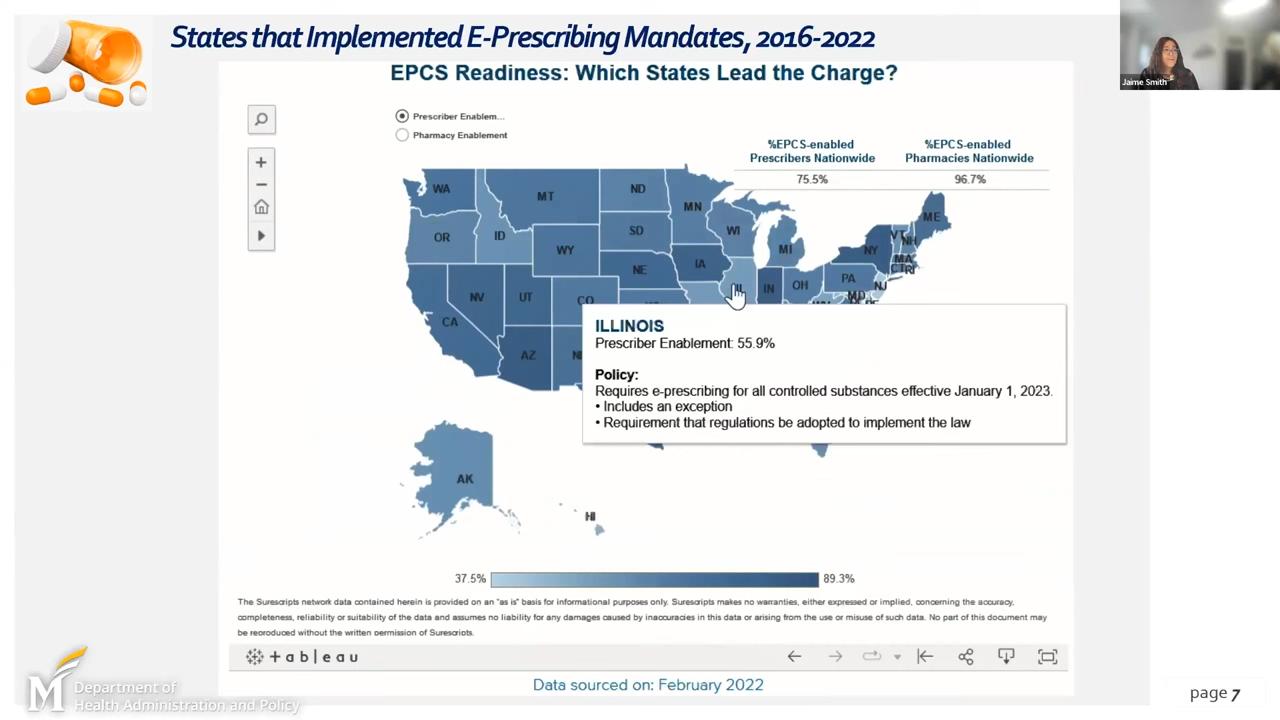 States that Implemented E-Prescribing Mandates, 2016-2022
Jaime Smith
EPCS Readiness: Which States Lead the Charge?
Prescriber Enablem...
Pharmacy Enablement
%EPCS-enabled Prescribers Nationwide
75.5%
%EPCS-enabled Pharmacies Nationwide
96.7%
WA
MT
ND
MN
ME
OR
ID
SD
WI
MI
VT
NH
WY
NY
MA
CT
RI
NE
IA
PA
NJ
NV
UT
CO
IL
IN
OH
MD
CA
AZ
ILLINOIS
Prescriber Enablement: 55.9%
Policy:
Requires e-prescribing for all controlled substances effective January 1, 2023.
• Includes an exception
• Requirement that regulations be adopted to implement the law
AK
HI
37.5%
89.3%
The Surescripts network data contained herein is provided on an "as is" basis for informational purposes only. Surescripts makes no warranties, either expressed or implied, concerning the accuracy,
completeness, reliability or suitability of the data and assumes no liability for any damages caused by inaccuracies in this data or arising from the use or misuse of such data. No part of this document may
be reproduced without the written permission of Surescripts.
+ableau
Data sourced on: February 2022
M
Department of
Health Administration and Policy
page 7